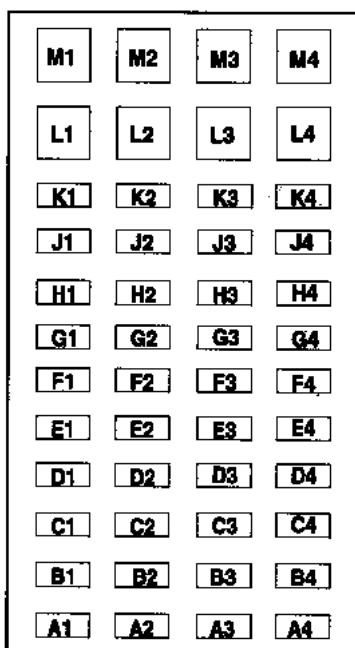 M1 M2 M3 M4
L1 L2 L3 L4
K1 K2 K3 K4
J1 J2 J3 J4
H1 H2 H3 H4
G1 G2 G3 G4
F1 F2 F3 F4
E1 E2 E3 E4
D1 D2 D3 D4
C1 C2 C3 C4
B1 B2 B3 B4
A1 A2 A3 A4